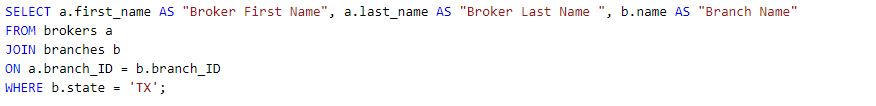 SELECT a.first_name AS "Broker First Name", a.last_name AS "Broker Last Name ", b.name AS "Branch Name"
FROM brokers a
JOIN branches b
ON a.branch_ID = b.branch_ID
WHERE b.state = 'TX';